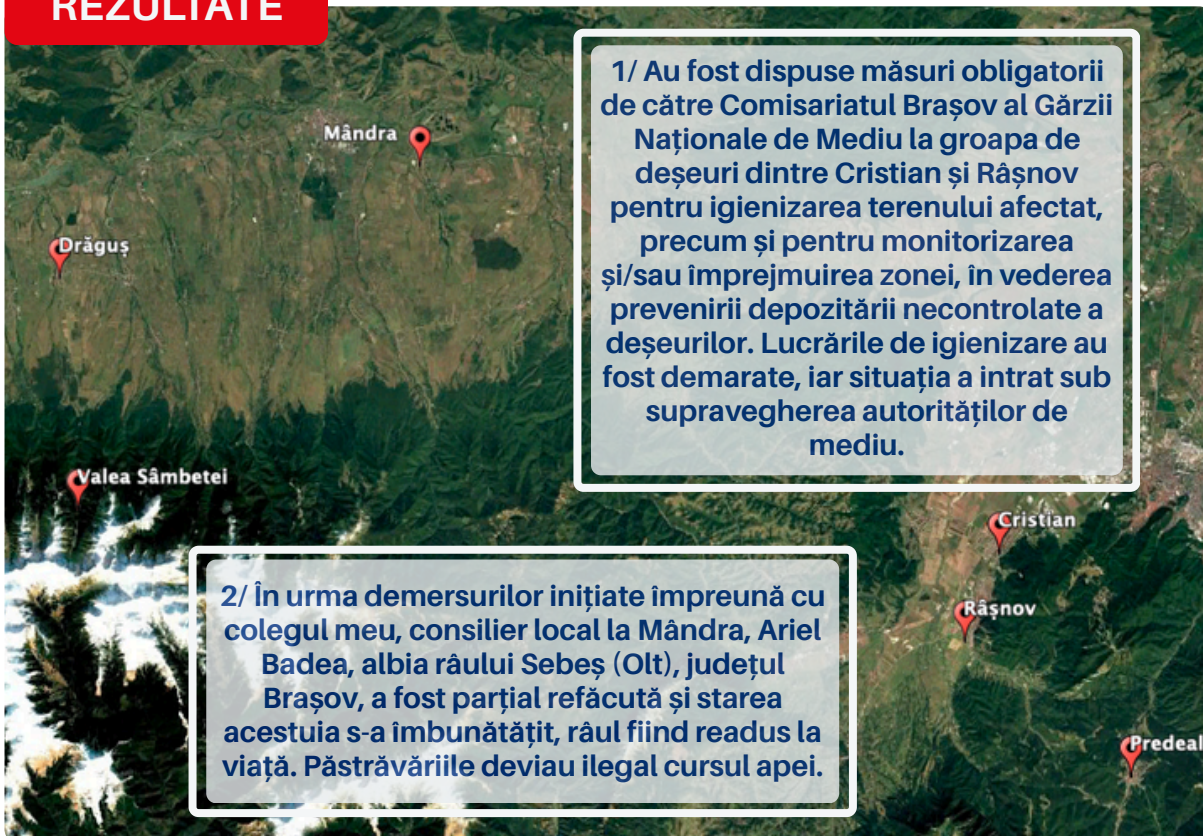 REZULTATE
1/ Au fost dispuse măsuri obligatorii
de către Comisariatul Brașov al Gărzii
Naționale de Mediu la groapa de
deșeuri dintre Cristian și Râșnov
pentru igienizarea terenului afectat,
precum și pentru monitorizarea
și/sau împrejmuirea zonei, în vederea
prevenirii depozitării necontrolate a
deșeurilor. Lucrările de igienizare au
fost demarate, iar situația a intrat sub
supravegherea autorităților de
mediu.
Mândra
Drăguș
Valea Sâmbetei
Cristian
Râșnov
Predeal
2/ În urma demersurilor inițiate împreună cu
colegul meu, consilier local la Mândra, Ariel
Badea, albia râului Sebeș (Olt), județul
Brașov, a fost parțial refăcută și starea
acestuia s-a îmbunătățit, râul fiind readus la
viață. Păstrăvăriile deviau ilegal cursul apei.